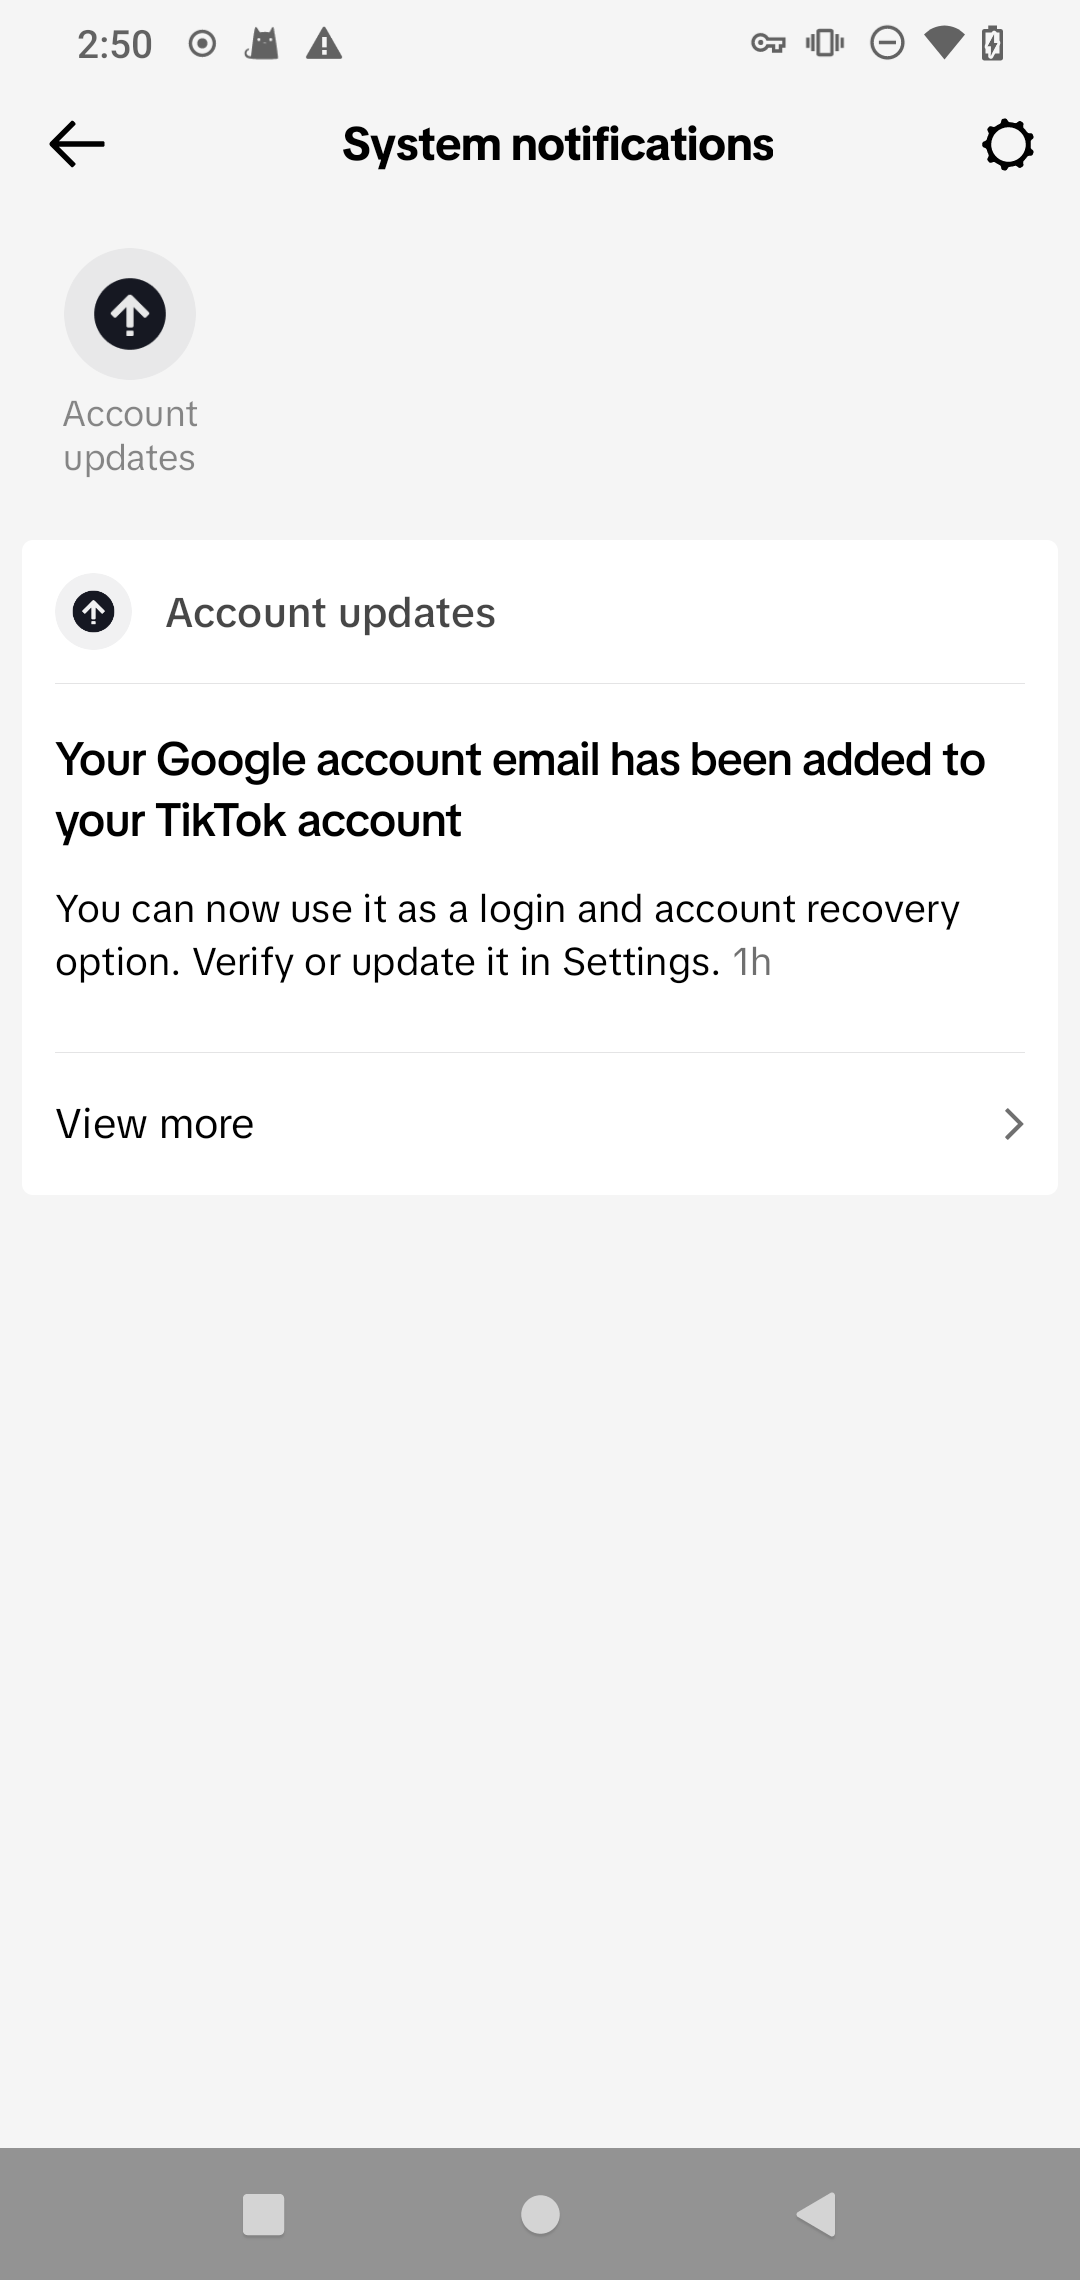 2:50
System notifications
Account
updates
Account updates
Your Google account email has been added to
your TikTok account
You can now use it as a login and account recovery
option. Verify or update it in Settings. 1h
View more